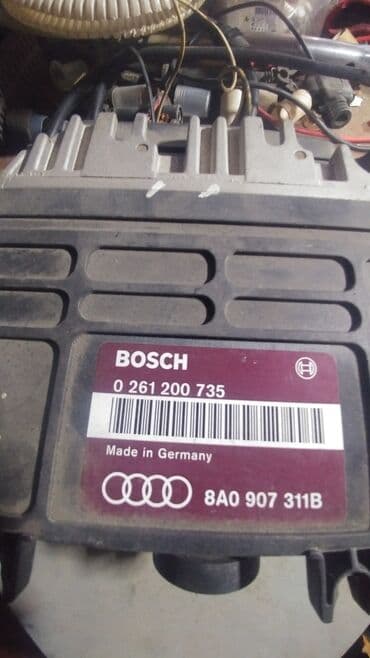 BOSCH
0 261 200 735
Made in Germany
8A0 907 311B